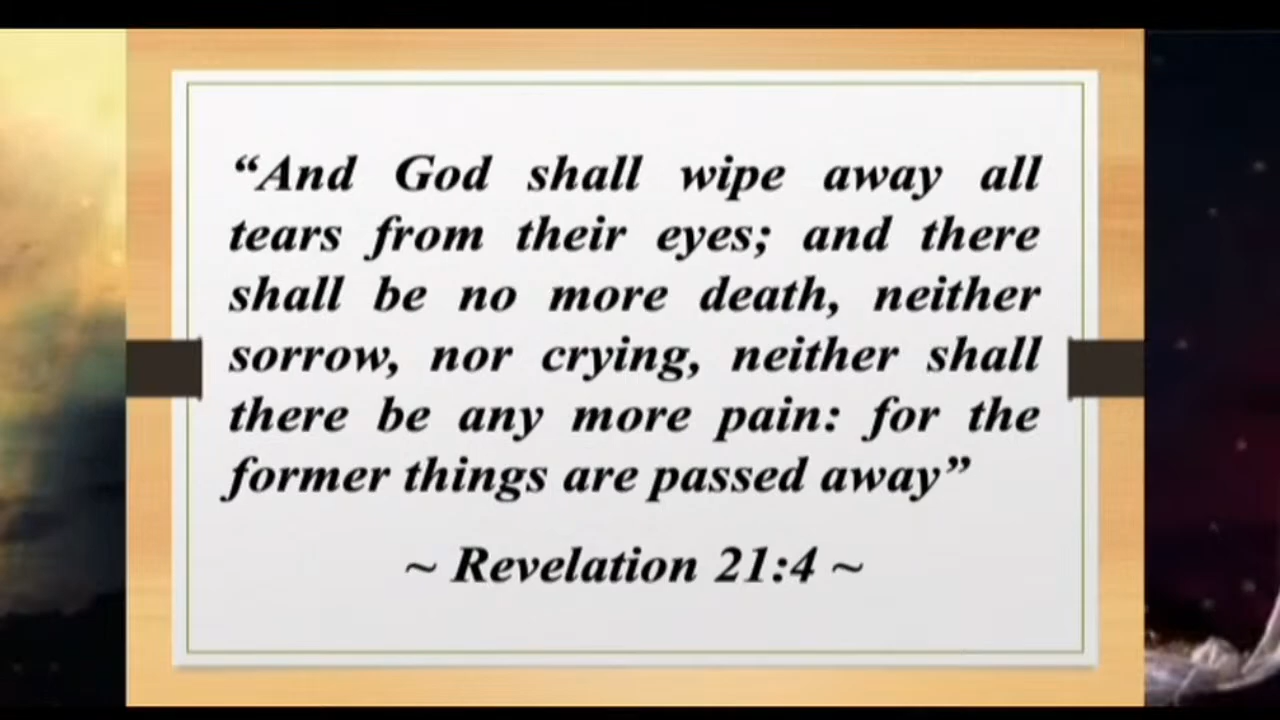 “And God shall wipe away all
tears from their eyes; and there
shall be no more death, neither
sorrow, nor crying, neither shall
there be any more pain: for the
former things are passed away”
~ Revelation 21:4 ~